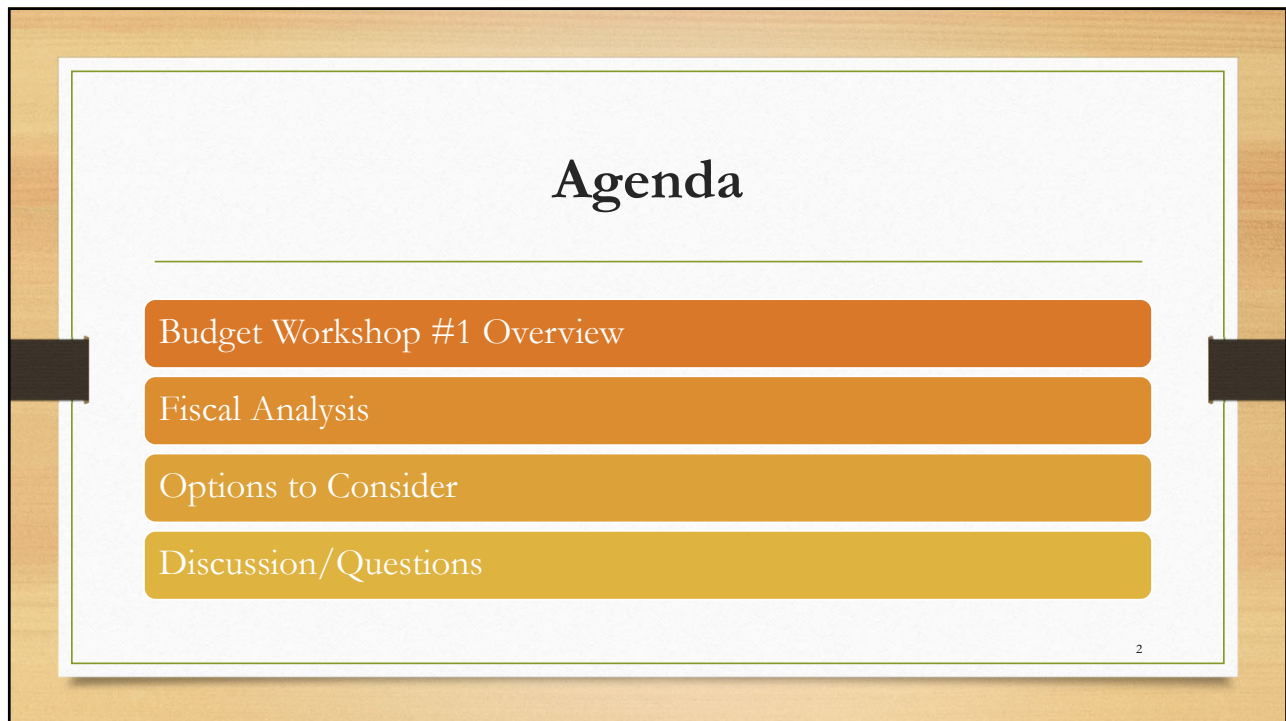 Agenda
Budget Workshop #1 Overview
Fiscal Analysis
Options to Consider
Discussion/Questions
2